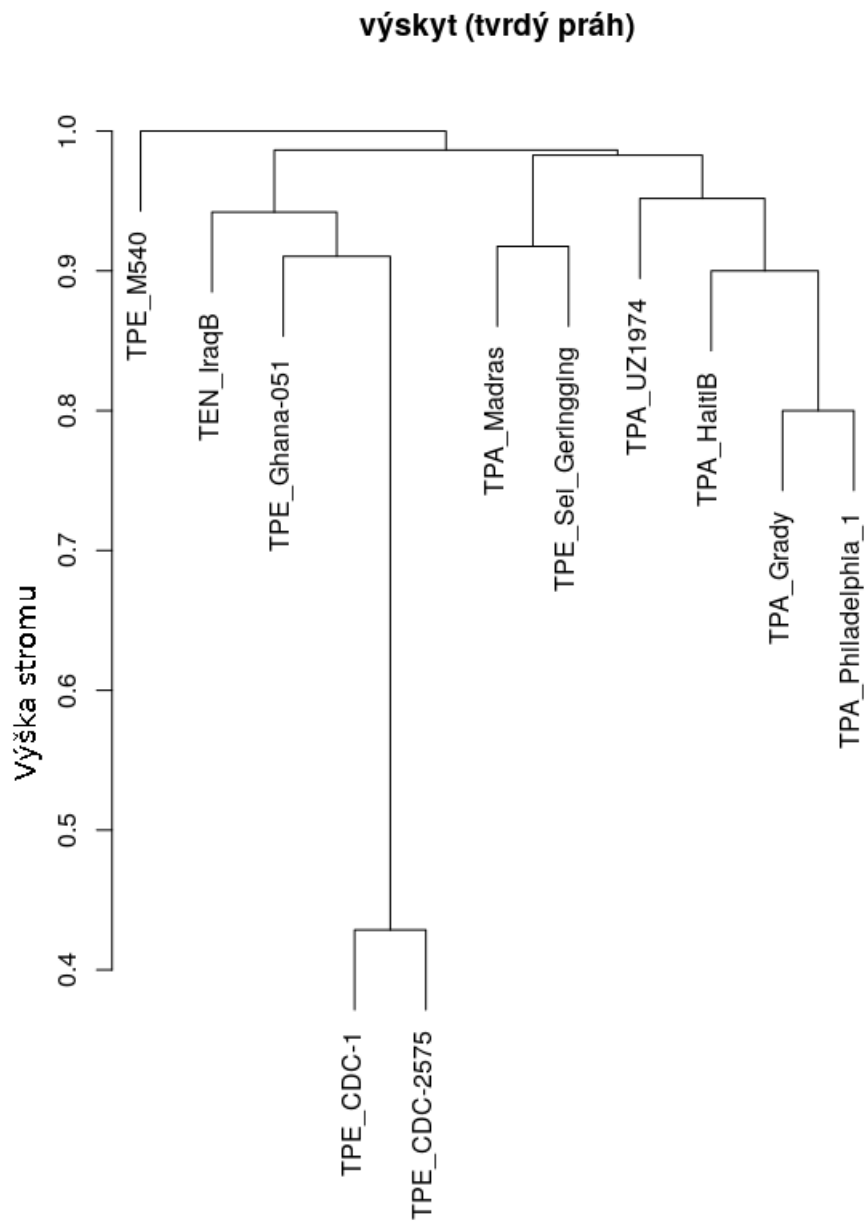 výskyt (tvrdý práh)
Výška stromu
1.0
0.9
0.8
0.7
0.6
0.5
0.4
TPE_M540
TEN_IraqB
TPE_Ghana-051
TPE_CDC-1
TPE_CDC-2575
TPA_Madras
TPE_Sei_Geringging
TPA_UZ1974
TPA_HaitiB
TPA_Grady
TPA_Philadelphia_1